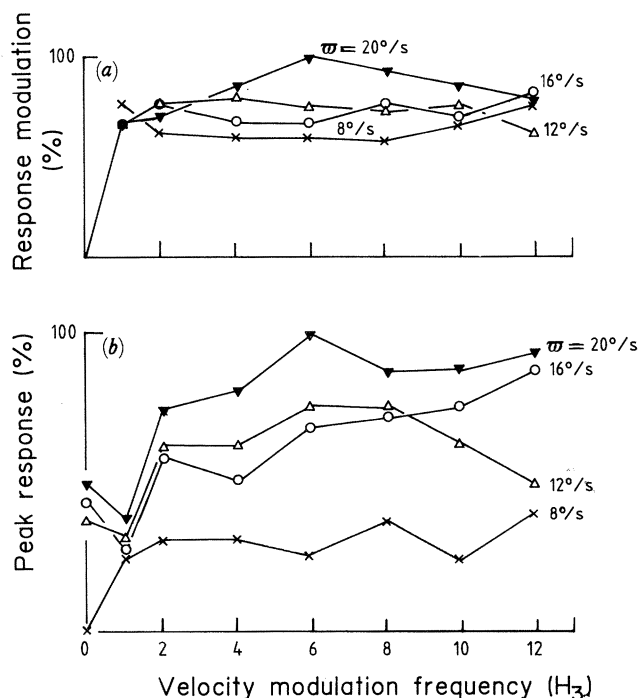 Response modulation
(%)
100
(a)
ϖ = 20°/s
16°/s
8°/s
12°/s
Peak response (%)
100
(b)
ϖ = 20°/s
16°/s
12°/s
8°/s
0 2 4 6 8 10 12
Velocity modulation frequency (H3)